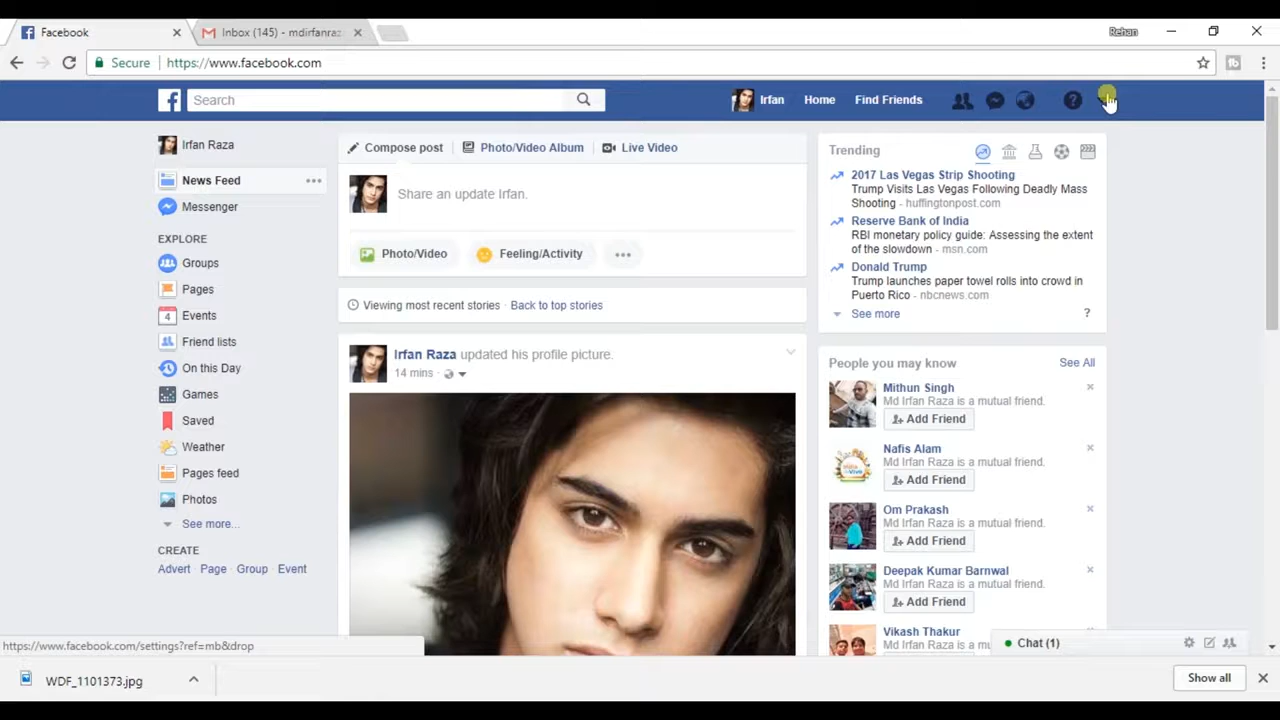 Facebook
Inbox (145) - mdirfanraz
Rehan
Secure
https://www.facebook.com
Search
Irfan
Home
Find Friends
Irfan Raza
News Feed
Messenger
EXPLORE
Groups
Pages
4
Events
Friend lists
On this Day
Games
Saved
Weather
Pages feed
Photos
See more...
CREATE
Advert · Page · Group · Event
Compose post
Photo/Video Album
Live Video
Share an update Irfan.
Photo/Video
Feeling/Activity
Viewing most recent stories · Back to top stories
Irfan Raza updated his profile picture.
14 mins ·
Trending
2017 Las Vegas Strip Shooting
Trump Visits Las Vegas Following Deadly Mass
Shooting - huffingtonpost.com
Reserve Bank of India
RBI monetary policy guide: Assessing the extent
of the slowdown - msn.com
Donald Trump
Trump launches paper towel rolls into crowd in
Puerto Rico - nbcnews.com
See more
?
People you may know
See All
Mithun Singh
Md Irfan Raza is a mutual friend.
Add Friend
Nafis Alam
Md Irfan Raza is a mutual friend.
Add Friend
Om Prakash
Md Irfan Raza is a mutual friend.
Add Friend
Deepak Kumar Barnwal
Md Irfan Raza is a mutual friend.
Add Friend
Vikash Thakur
Md Irfan Raza is a mu
Chat (1)
https://www.facebook.com/settings?ref=mb&drop
WDF_1101373.jpg
Show all